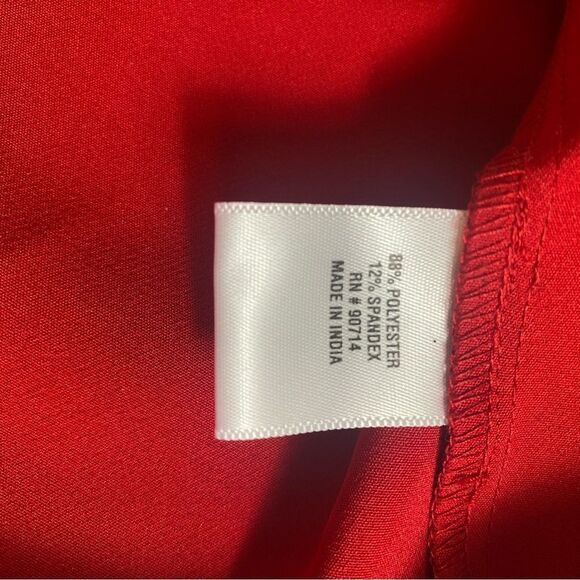 88% POLYESTER
12% SPANDEX
RN # 90714
MADE IN INDIA